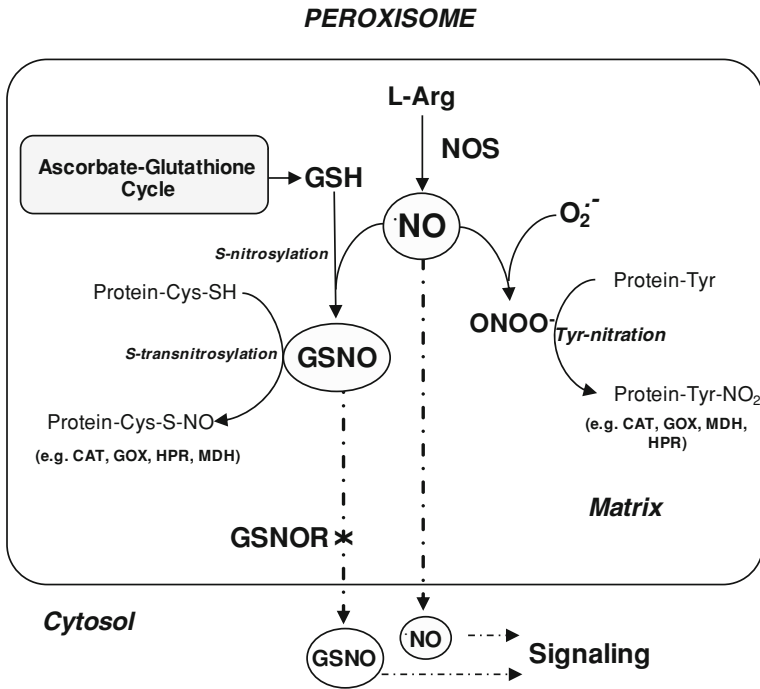 PEROXISOME
L-Arg
NOS
Ascorbate-Glutathione
Cycle
GSH
·NO
O₂·⁻
S-nitrosylation
Protein-Cys-SH
Protein-Tyr
ONOO⁻
Tyr-nitration
S-transnitrosylation
GSNO
Protein-Cys-S-NO
(e.g. CAT, GOX, HPR, MDH)
Protein-Tyr-NO₂
(e.g. CAT, GOX, MDH,
HPR)
Matrix
GSNOR
Cytosol
GSNO
·NO
Signaling